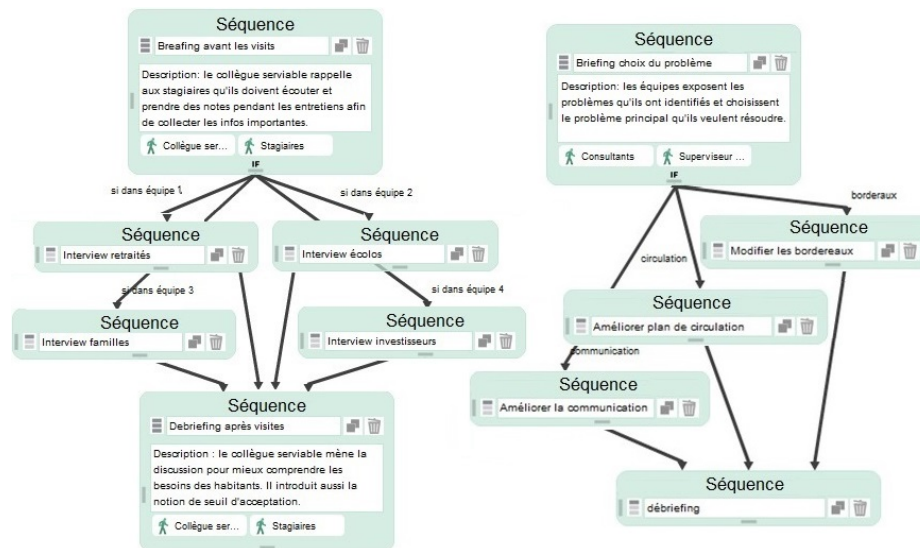 Séquence
Breafing avant les visits
Description: le collègue serviable rappelle
aux stagiaires qu'ils doivent écouter et
prendre des notes pendant les entretiens afin
de collecter les infos importantes.
Collègue ser...
Stagiaires
IF
si dans équipe 1.
si dans équipe 2
Séquence
Interview retraités
Séquence
Interview écolos
si dans équipe 3
si dans équipe 4
Séquence
Interview familles
Séquence
Interview investisseurs
Séquence
Debriefing après visites
Description : le collègue serviable mène la
discussion pour mieux comprendre les
besoins des habitants. Il introduit aussi la
notion de seuil d'acceptation.
Collègue ser...
Stagiaires
Séquence
Briefing choix du problème
Description: les équipes exposent les
problèmes qu'ils ont identifiés et choisissent
le problème principal qu'ils veulent résoudre.
Consultants
Superviseur ...
IF
borderaux
Séquence
Modifier les bordereaux
circulation
Séquence
Améliorer plan de circulation
communication
Séquence
Améliorer la communication
Séquence
débriefing